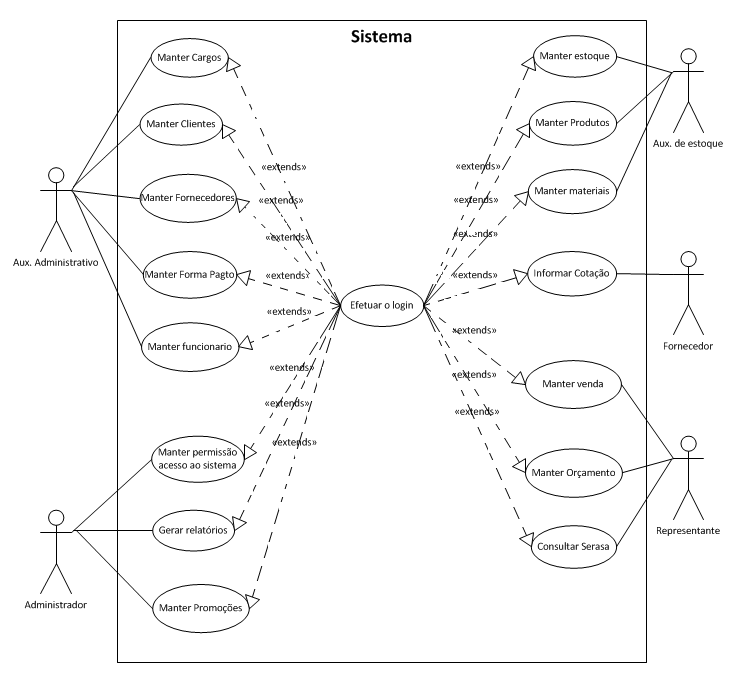 Sistema
Manter Cargos
Manter Clientes
Manter Fornecedores
Manter Forma Pagto
Manter funcionario
Manter permissão
acesso ao sistema
Gerar relatórios
Manter Promoções
Aux. Administrativo
Administrador
«extends»
«extends»
«extends»
«extends»
«extends»
«extends»
«extends»
«extends»
Efetuar o login
«extends»
«extends»
«extends»
«extends»
«extends»
«extends»
«extends»
Manter estoque
Manter Produtos
Manter materiais
Informar Cotação
Manter venda
Manter Orçamento
Consultar Serasa
Aux. de estoque
Fornecedor
Representante